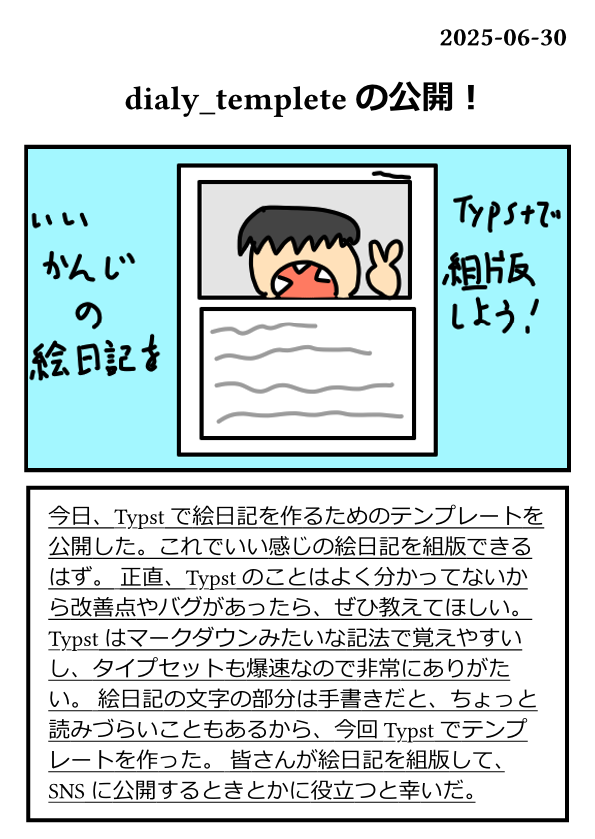 2025-06-30
dialy_templete の公開！
いい
かんじ
の
絵日記を
Typstで
組版
しよう!
今日、Typst で絵日記を作るためのテンプレートを
公開した。これでいい感じの絵日記を組版できる
はず。 正直、Typst のことはよく分かってないか
ら改善点やバグがあったら、ぜひ教えてほしい。
Typst はマークダウンみたいな記法で覚えやすい
し、タイプセットも爆速なので非常にありがた
い。 絵日記の文字の部分は手書きだと、ちょっと
読みづらいこともあるから、今回 Typst でテンプ
レートを作った。 皆さんが絵日記を組版して、
SNS に公開するときとかに役立つと幸いだ。